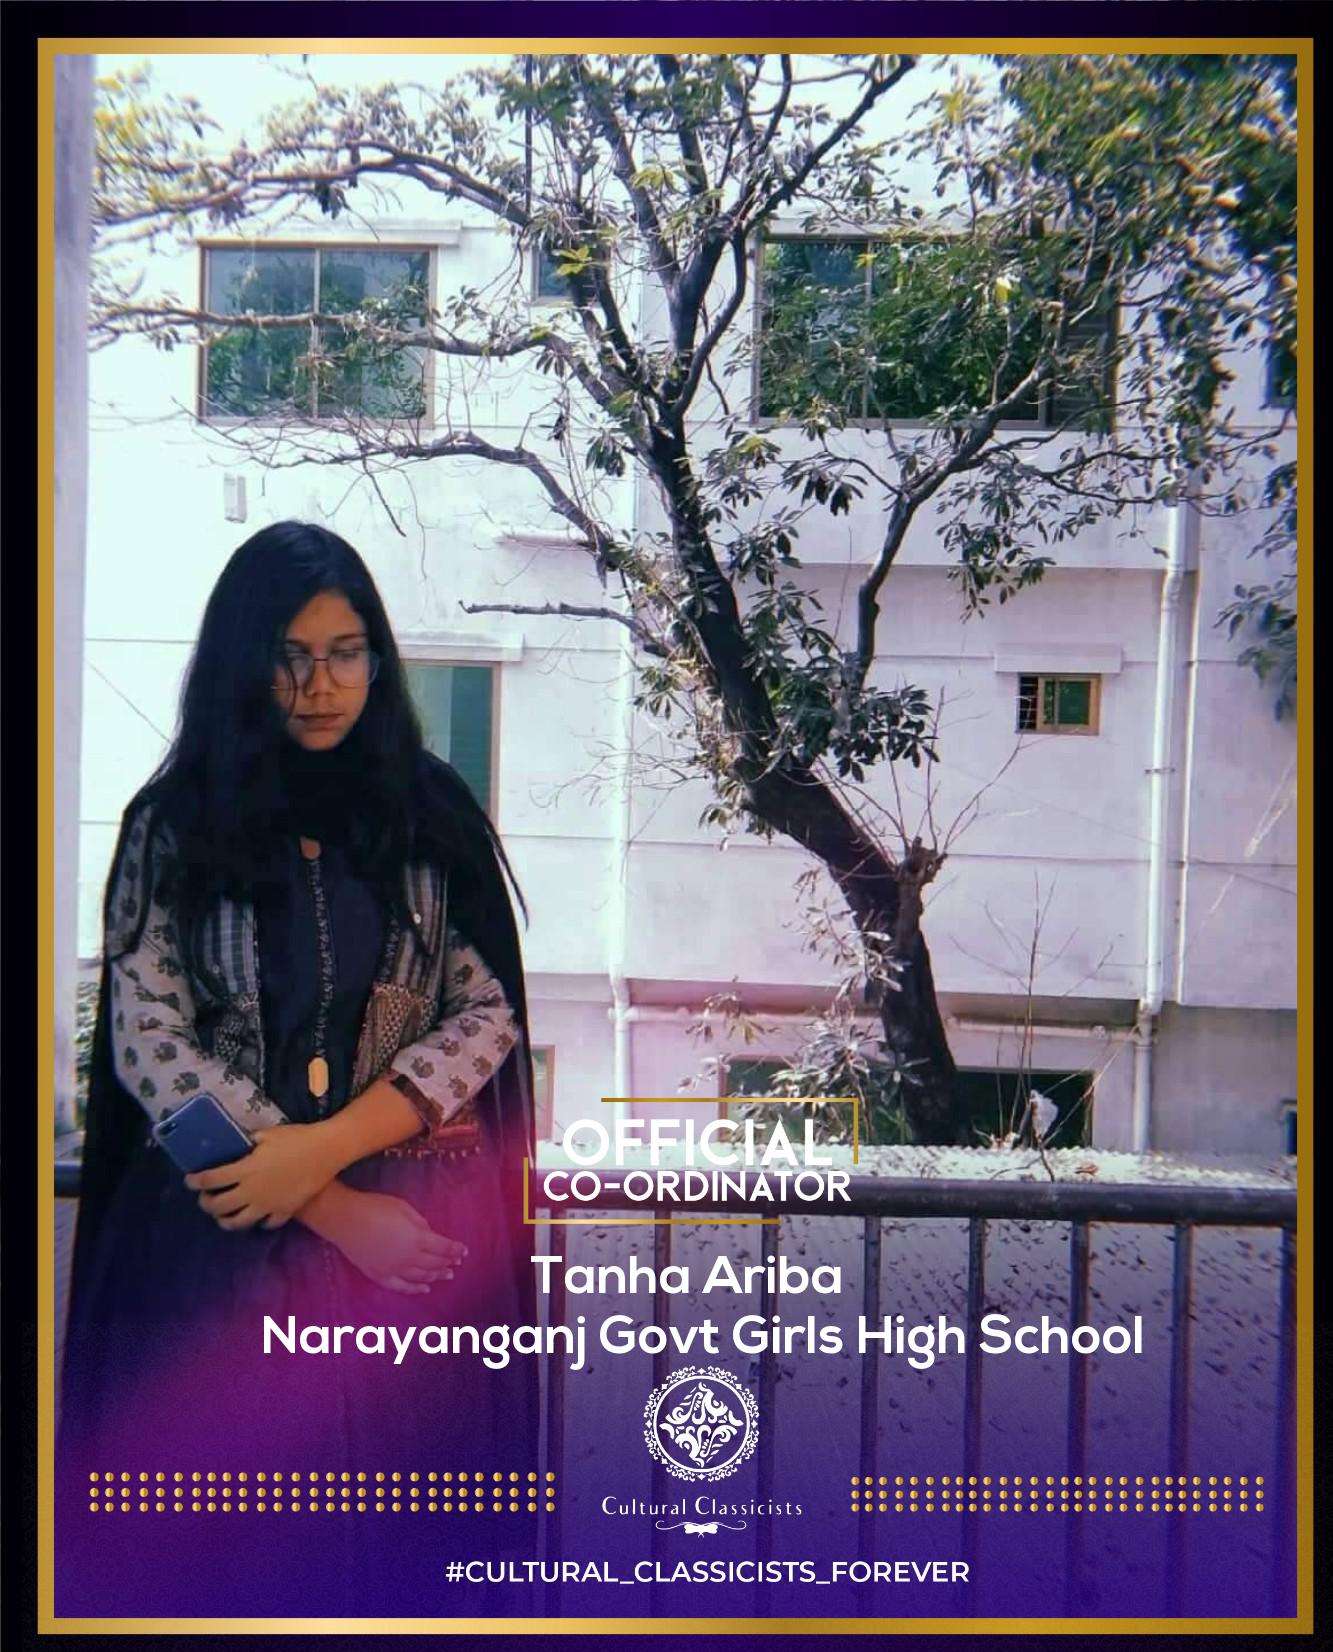 OFFICIAL
CO-ORDINATOR
Tanha Ariba
Narayanganj Govt Girls High School
Cultural Classicists
#CULTURAL_CLASSICISTS_FOREVER